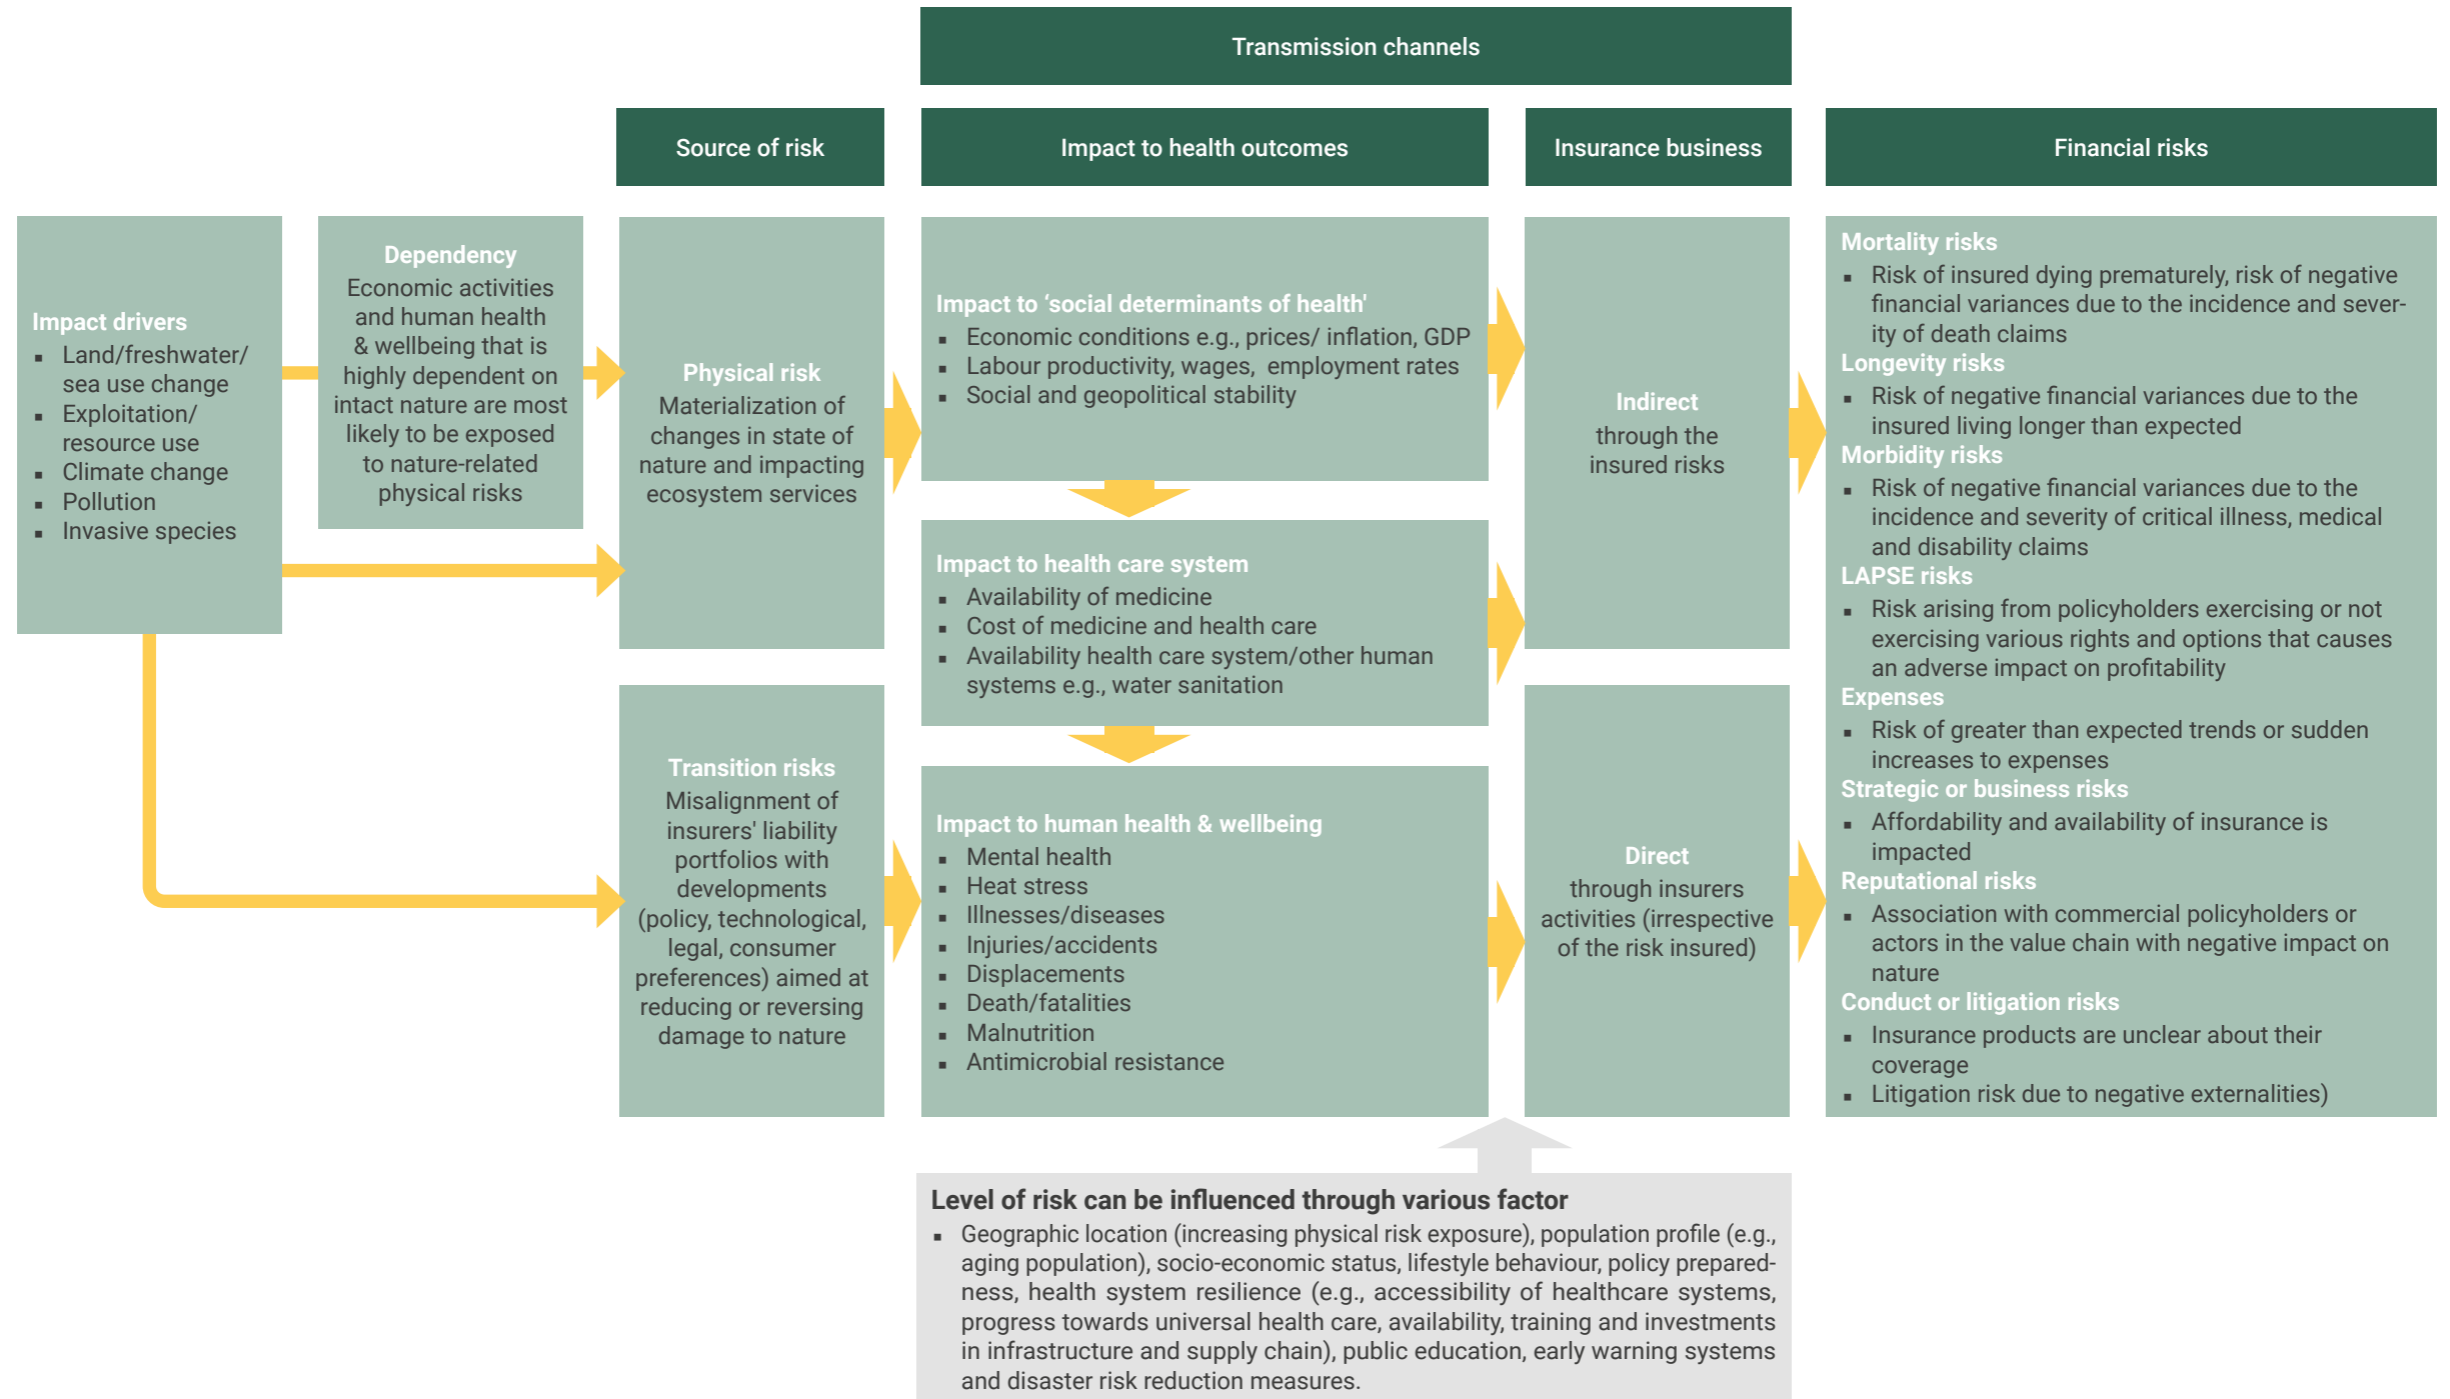 Transmission channels
Source of risk
Impact to health outcomes
Insurance business
Financial risks
Impact drivers
▪ Land/freshwater/
sea use change
▪ Exploitation/
resource use
▪ Climate change
▪ Pollution
▪ Invasive species
Dependency
Economic activities
and human health
& wellbeing that is
highly dependent on
intact nature are most
likely to be exposed
to nature-related
physical risks
Physical risk
Materialization of
changes in state of
nature and impacting
ecosystem services
Transition risks
Misalignment of
insurers' liability
portfolios with
developments
(policy, technological,
legal, consumer
preferences) aimed at
reducing or reversing
damage to nature
Impact to ‘social determinants of health'
▪ Economic conditions e.g., prices/ inflation, GDP
▪ Labour productivity, wages, employment rates
▪ Social and geopolitical stability
Impact to health care system
▪ Availability of medicine
▪ Cost of medicine and health care
▪ Availability health care system/other human
systems e.g., water sanitation
Impact to human health & wellbeing
▪ Mental health
▪ Heat stress
▪ Illnesses/diseases
▪ Injuries/accidents
▪ Displacements
▪ Death/fatalities
▪ Malnutrition
▪ Antimicrobial resistance
Indirect
through the
insured risks
Direct
through insurers
activities (irrespective
of the risk insured)
Mortality risks
▪ Risk of insured dying prematurely, risk of negative
financial variances due to the incidence and sever-
ity of death claims
Longevity risks
▪ Risk of negative financial variances due to the
insured living longer than expected
Morbidity risks
▪ Risk of negative financial variances due to the
incidence and severity of critical illness, medical
and disability claims
LAPSE risks
▪ Risk arising from policyholders exercising or not
exercising various rights and options that causes
an adverse impact on profitability
Expenses
▪ Risk of greater than expected trends or sudden
increases to expenses
Strategic or business risks
▪ Affordability and availability of insurance is
impacted
Reputational risks
▪ Association with commercial policyholders or
actors in the value chain with negative impact on
nature
Conduct or litigation risks
▪ Insurance products are unclear about their
coverage
▪ Litigation risk due to negative externalities)
Level of risk can be influenced through various factor
▪ Geographic location (increasing physical risk exposure), population profile (e.g.,
aging population), socio-economic status, lifestyle behaviour, policy prepared-
ness, health system resilience (e.g., accessibility of healthcare systems,
progress towards universal health care, availability, training and investments
in infrastructure and supply chain), public education, early warning systems
and disaster risk reduction measures.